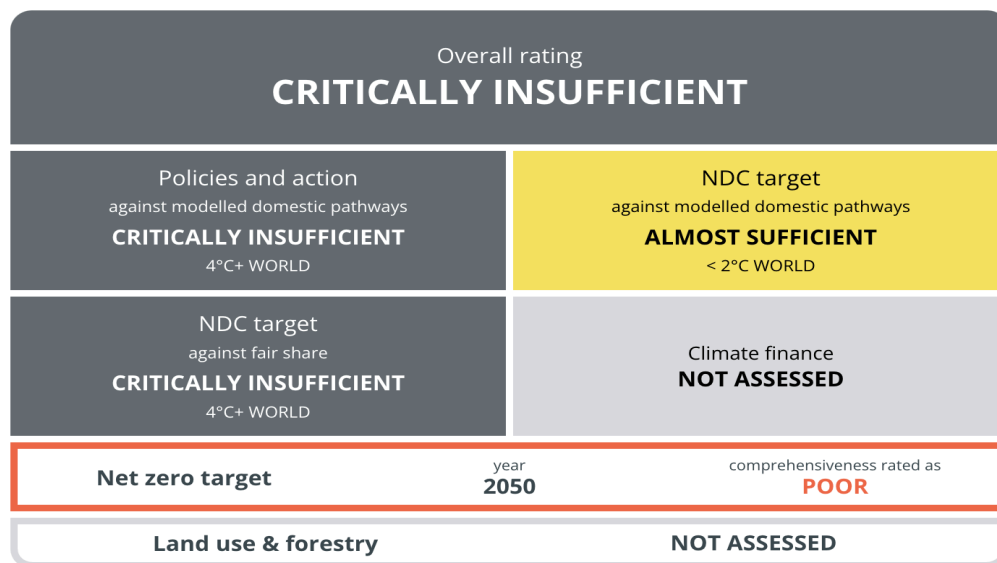 Overall rating
CRITICALLY INSUFFICIENT
Policies and action
against modelled domestic pathways
CRITICALLY INSUFFICIENT
4°C+ WORLD
NDC target
against modelled domestic pathways
ALMOST SUFFICIENT
< 2°C WORLD
NDC target
against fair share
CRITICALLY INSUFFICIENT
4°C+ WORLD
Climate finance
NOT ASSESSED
Net zero target
year
2050
comprehensiveness rated as
POOR
Land use & forestry
NOT ASSESSED